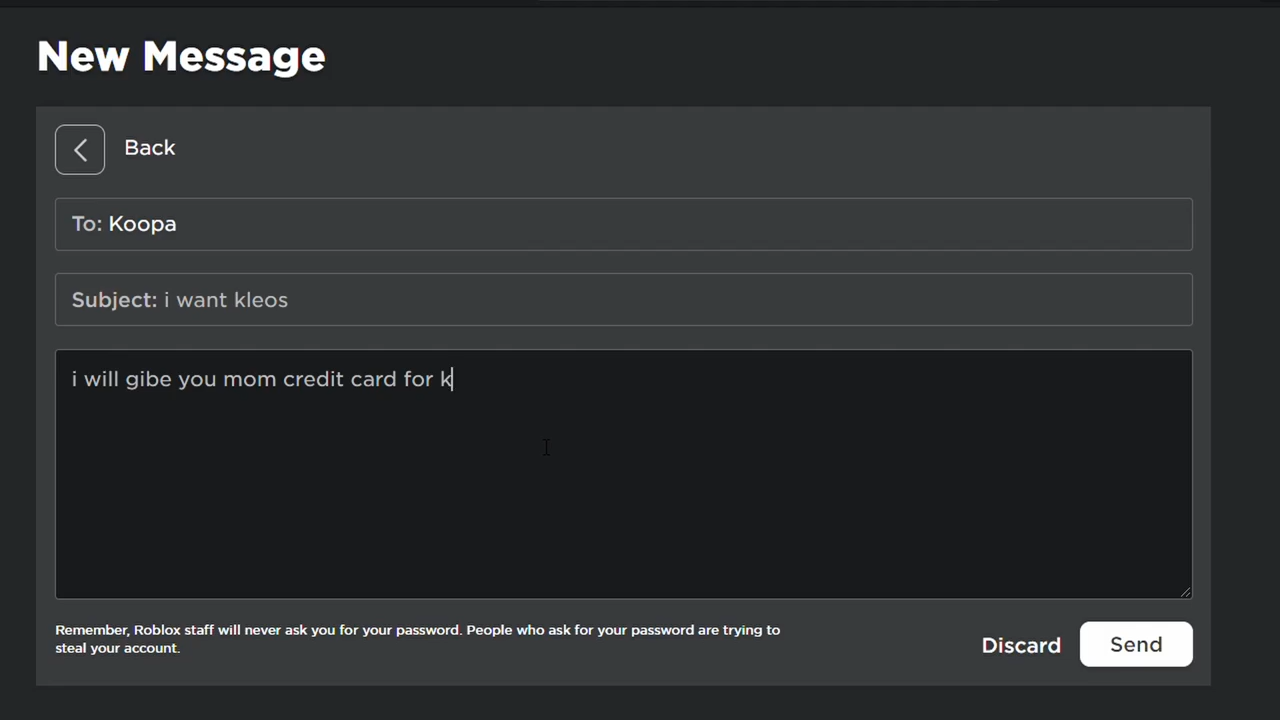 New Message
Back
To: Koopa
Subject: i want kleos
i will gibe you mom credit card for k
Remember, Roblox staff will never ask you for your password. People who ask for your password are trying to
steal your account.
Discard
Send